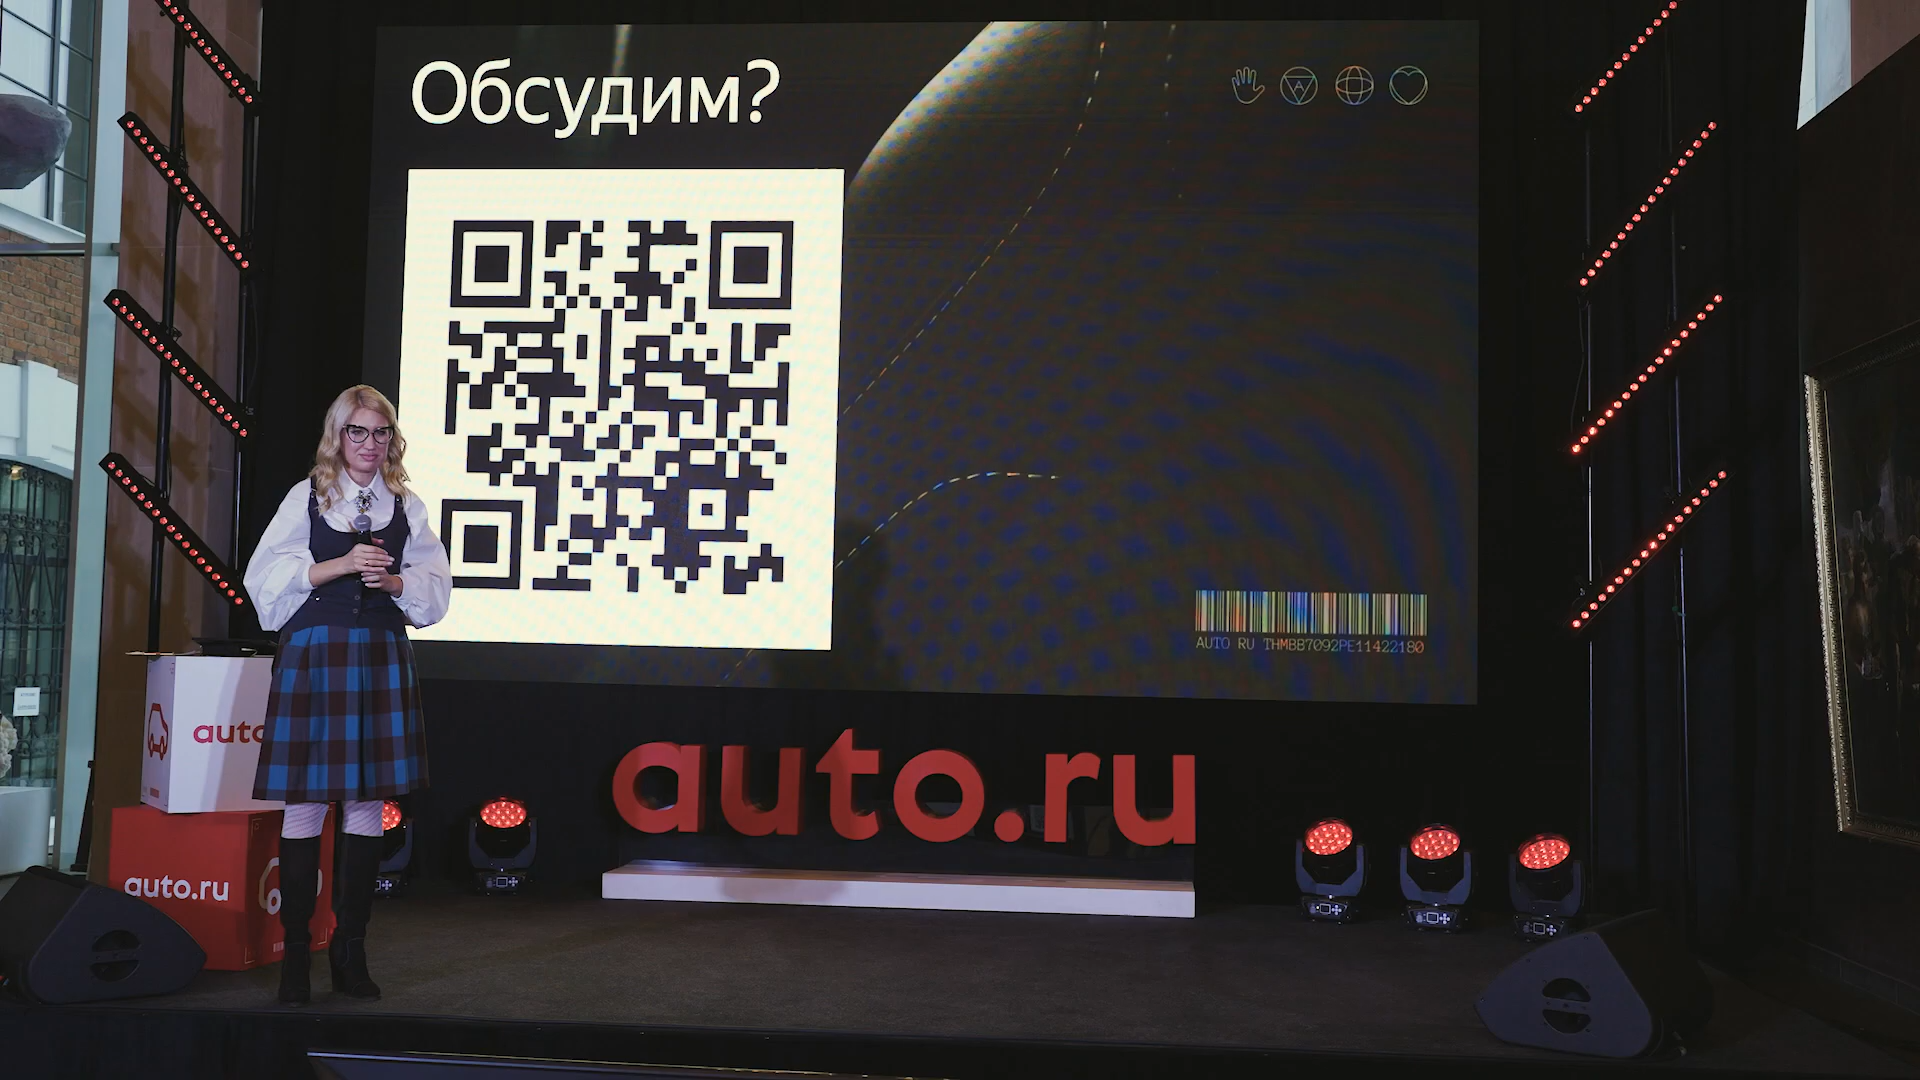 Обсудим?
AUTO RU THMBB7092PE11422180
auto
auto.ru
auto.ru